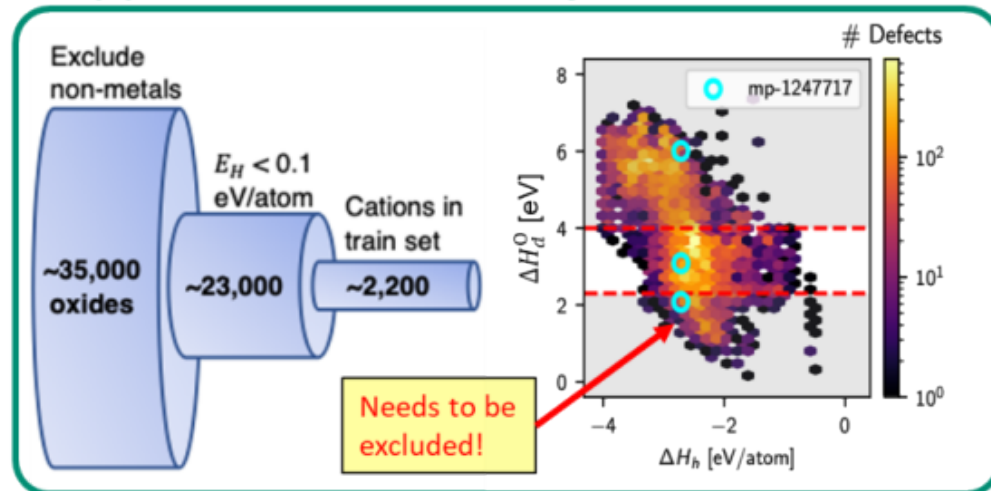 Exclude
non-metals
E_H < 0.1
eV/atom
Cations in
train set
~35,000
oxides
~23,000
~2,200
Needs to be
excluded!
# Defects
mp-1247717
8
6
4
2
0
ΔH_d^O [eV]
−4
−2
0
ΔH_h [eV/atom]
10^2
10^1
10^0